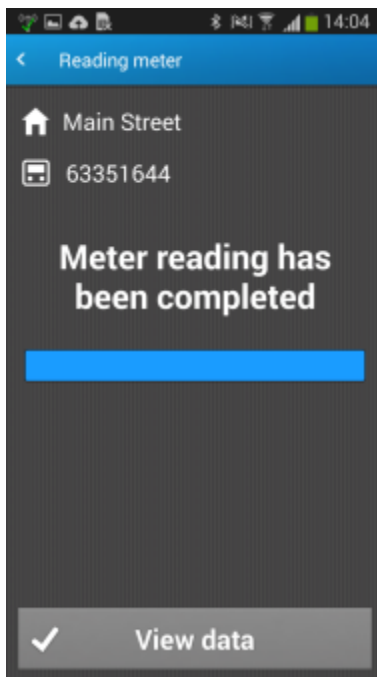 14:04
Reading meter
Main Street
63351644
Meter reading has
been completed
View data